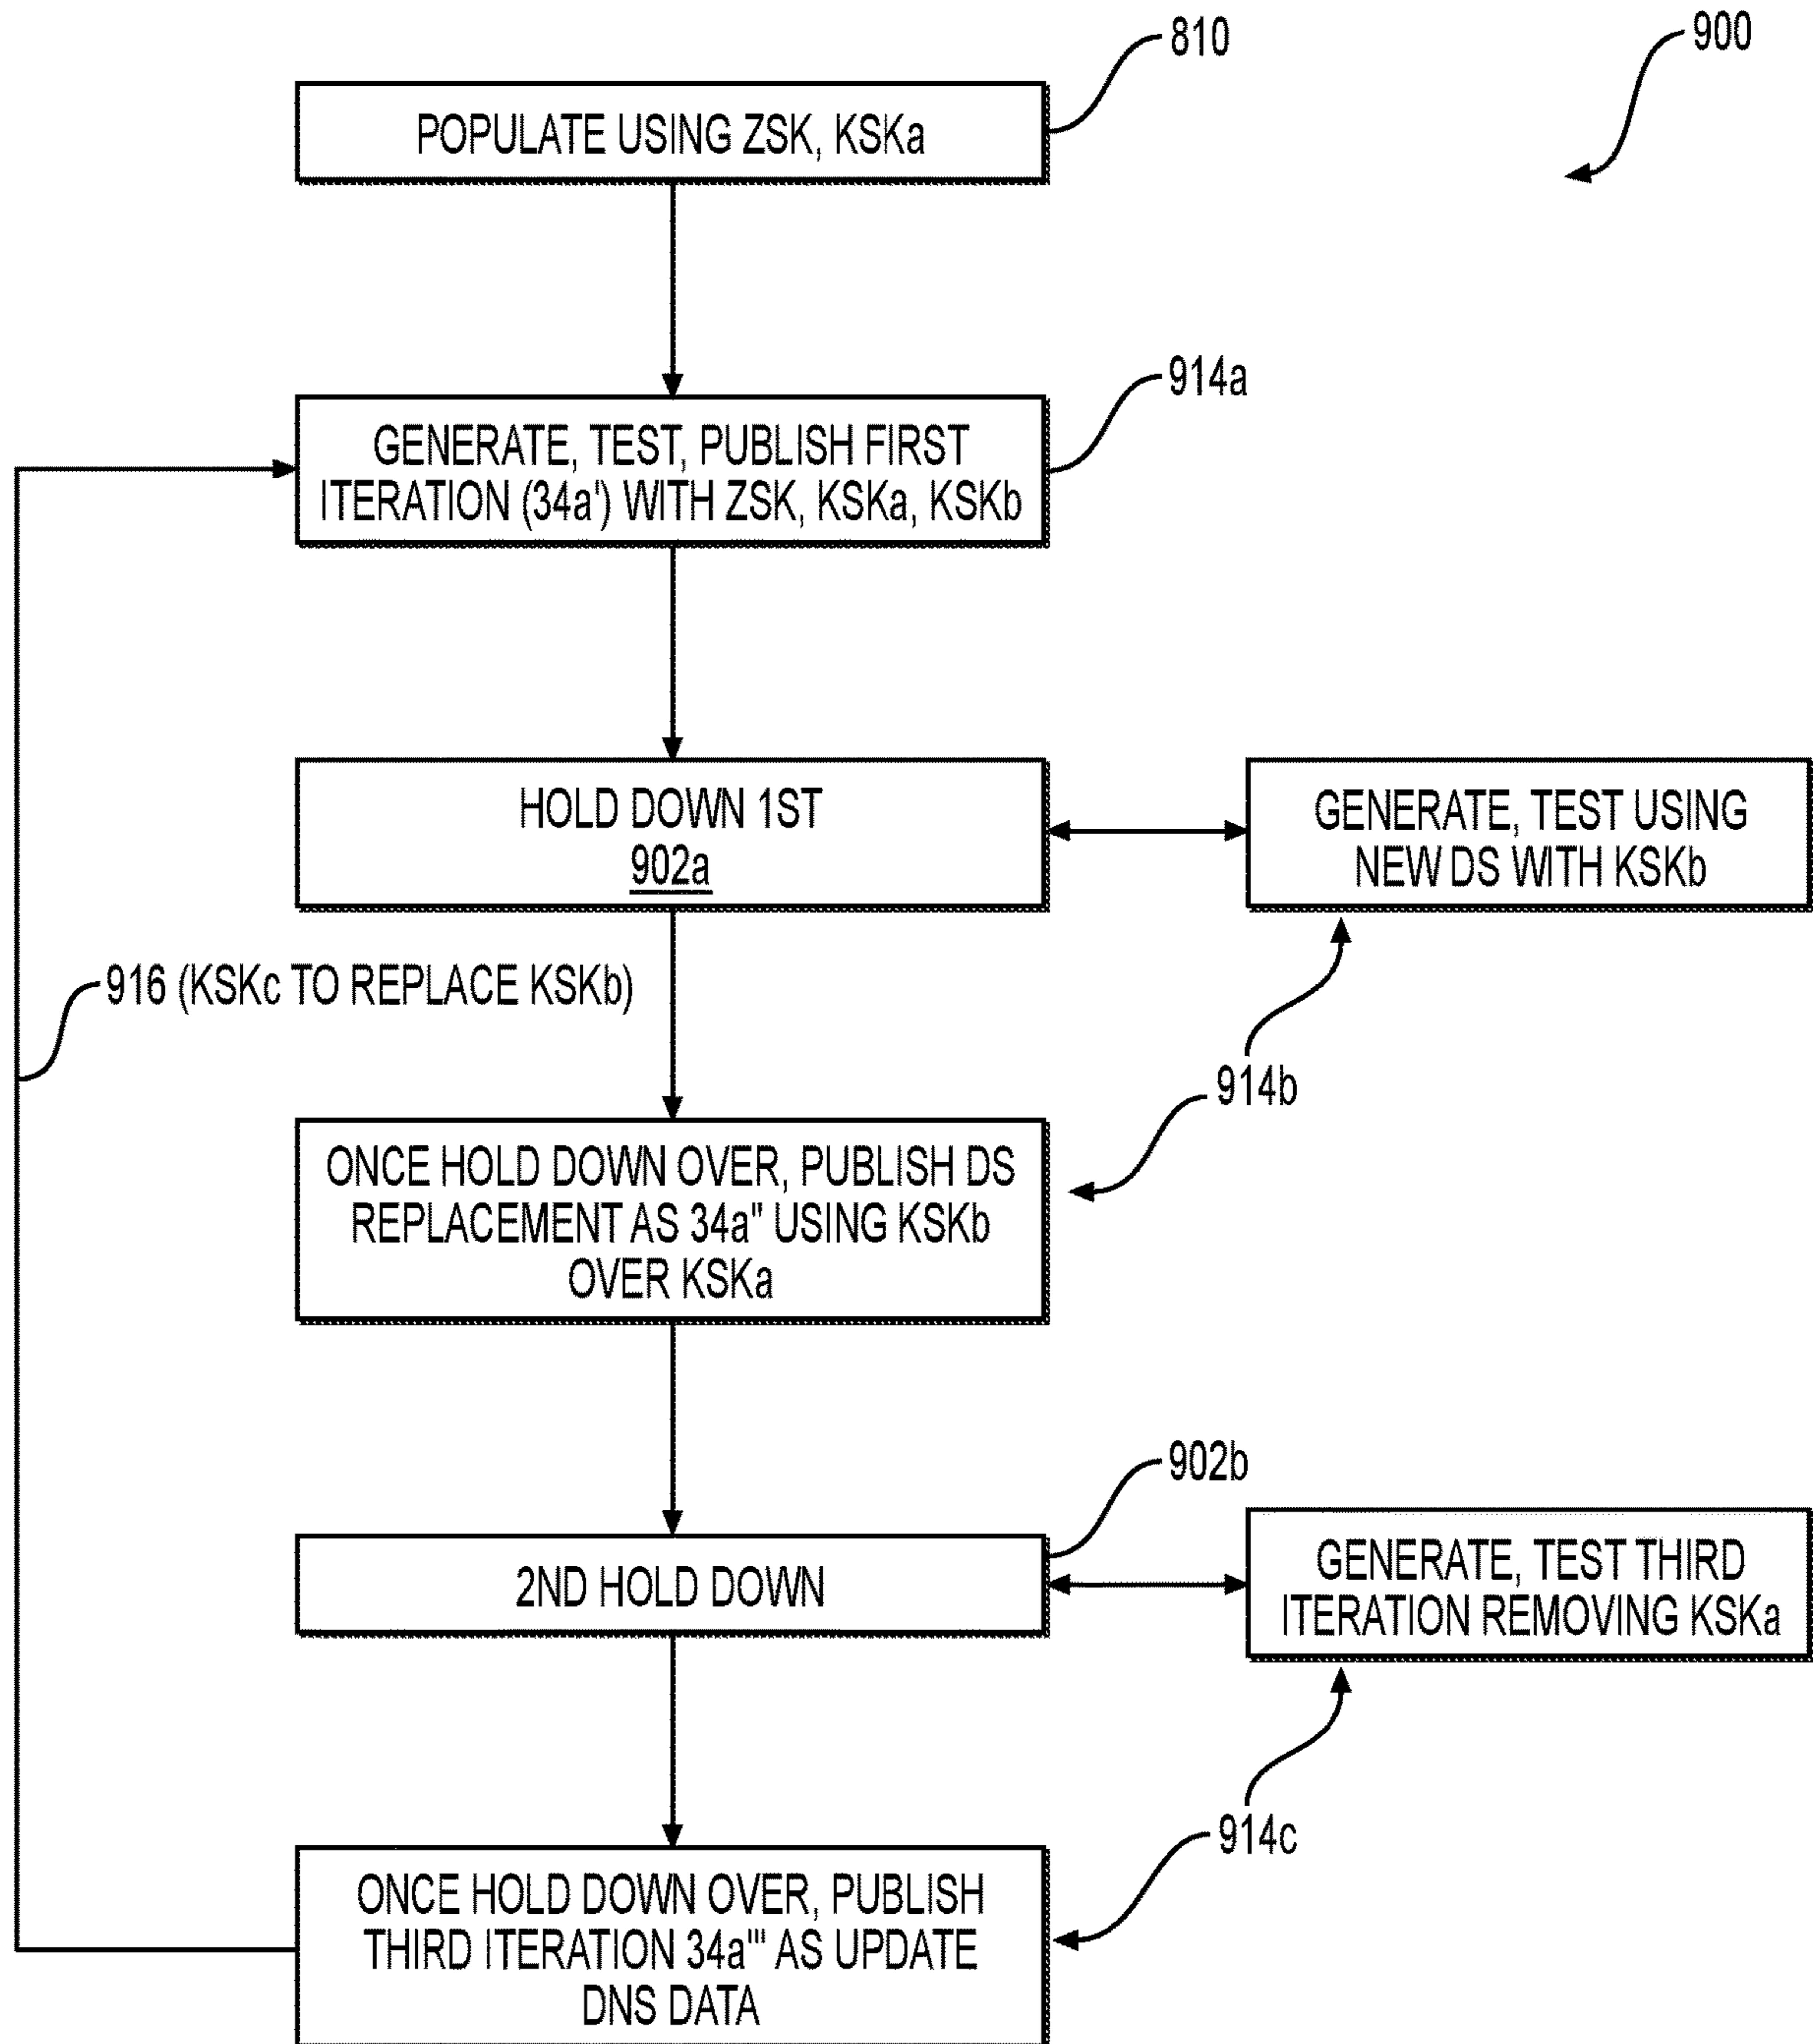 810
900
POPULATE USING ZSK, KSKa
914a
GENERATE, TEST, PUBLISH FIRST
ITERATION (34a') WITH ZSK, KSKa, KSKb
HOLD DOWN 1ST
902a
GENERATE, TEST USING
NEW DS WITH KSKb
916 (KSKc TO REPLACE KSKb)
914b
ONCE HOLD DOWN OVER, PUBLISH DS
REPLACEMENT AS 34a" USING KSKb
OVER KSKa
902b
2ND HOLD DOWN
GENERATE, TEST THIRD
ITERATION REMOVING KSKa
914c
ONCE HOLD DOWN OVER, PUBLISH
THIRD ITERATION 34a''' AS UPDATE
DNS DATA